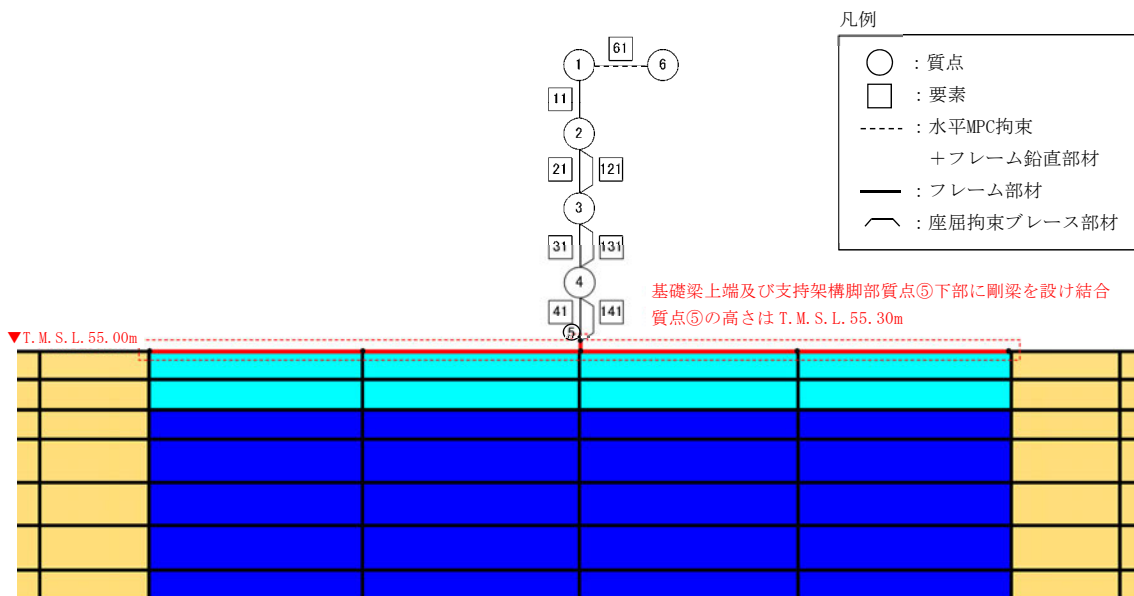 凡例
○ : 質点
□ : 要素
----- : 水平MPC拘束
＋フレーム鉛直部材
: フレーム部材
: 座屈拘束ブレース部材
61
1
6
11
2
21
121
3
31
131
4
41
141
⑤
基礎梁上端及び支持架構脚部質点⑤下部に剛梁を設け結合
質点⑤の高さは T.M.S.L.55.30m
▼T.M.S.L.55.00m